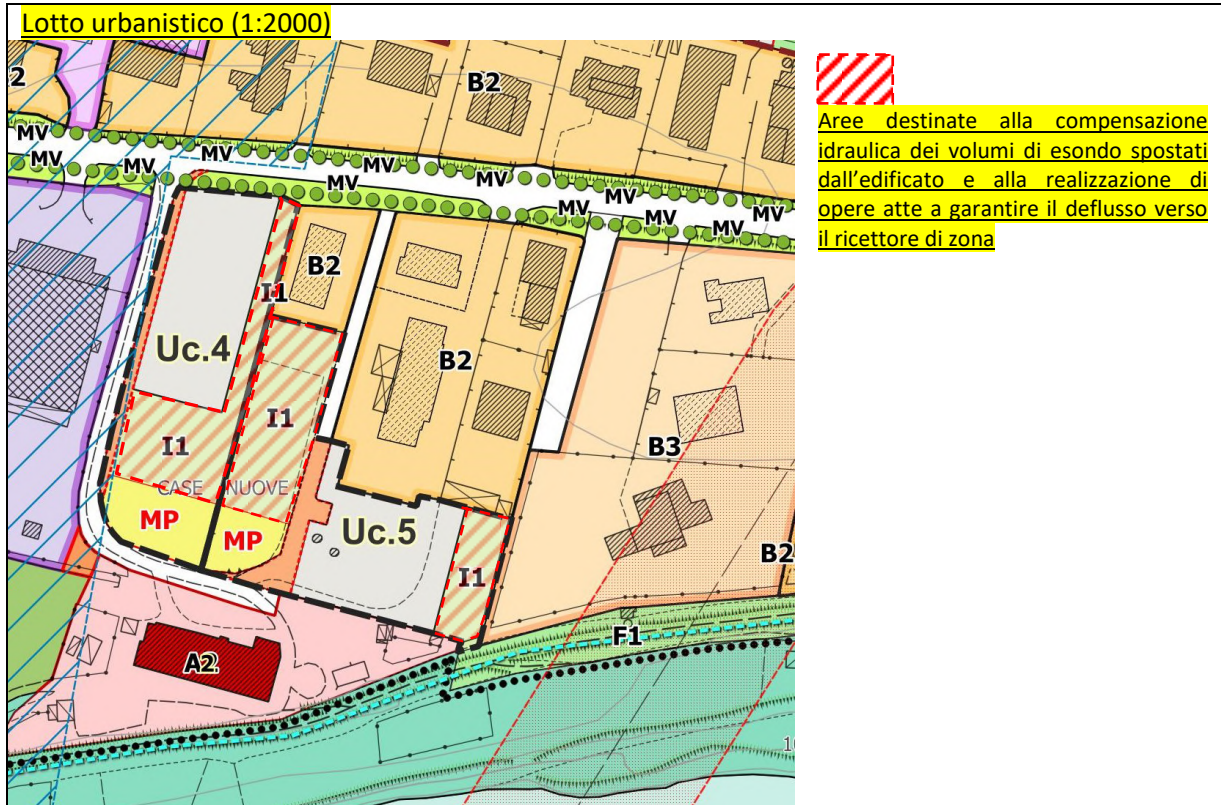 Lotto urbanistico (1:2000)
Aree destinate alla compensazione
idraulica dei volumi di esondo spostati
dall'edificato e alla realizzazione di
opere atte a garantire il deflusso verso
il ricettore di zona
2
B2
MV
MV
MV
MV
MV
MV
MV
MV
MV
MV
MV
B2
I1
Uc.4
B2
I1
I1
B3
CASE NUOVE
MP
MP
Uc.5
B2
I1
F1
A2